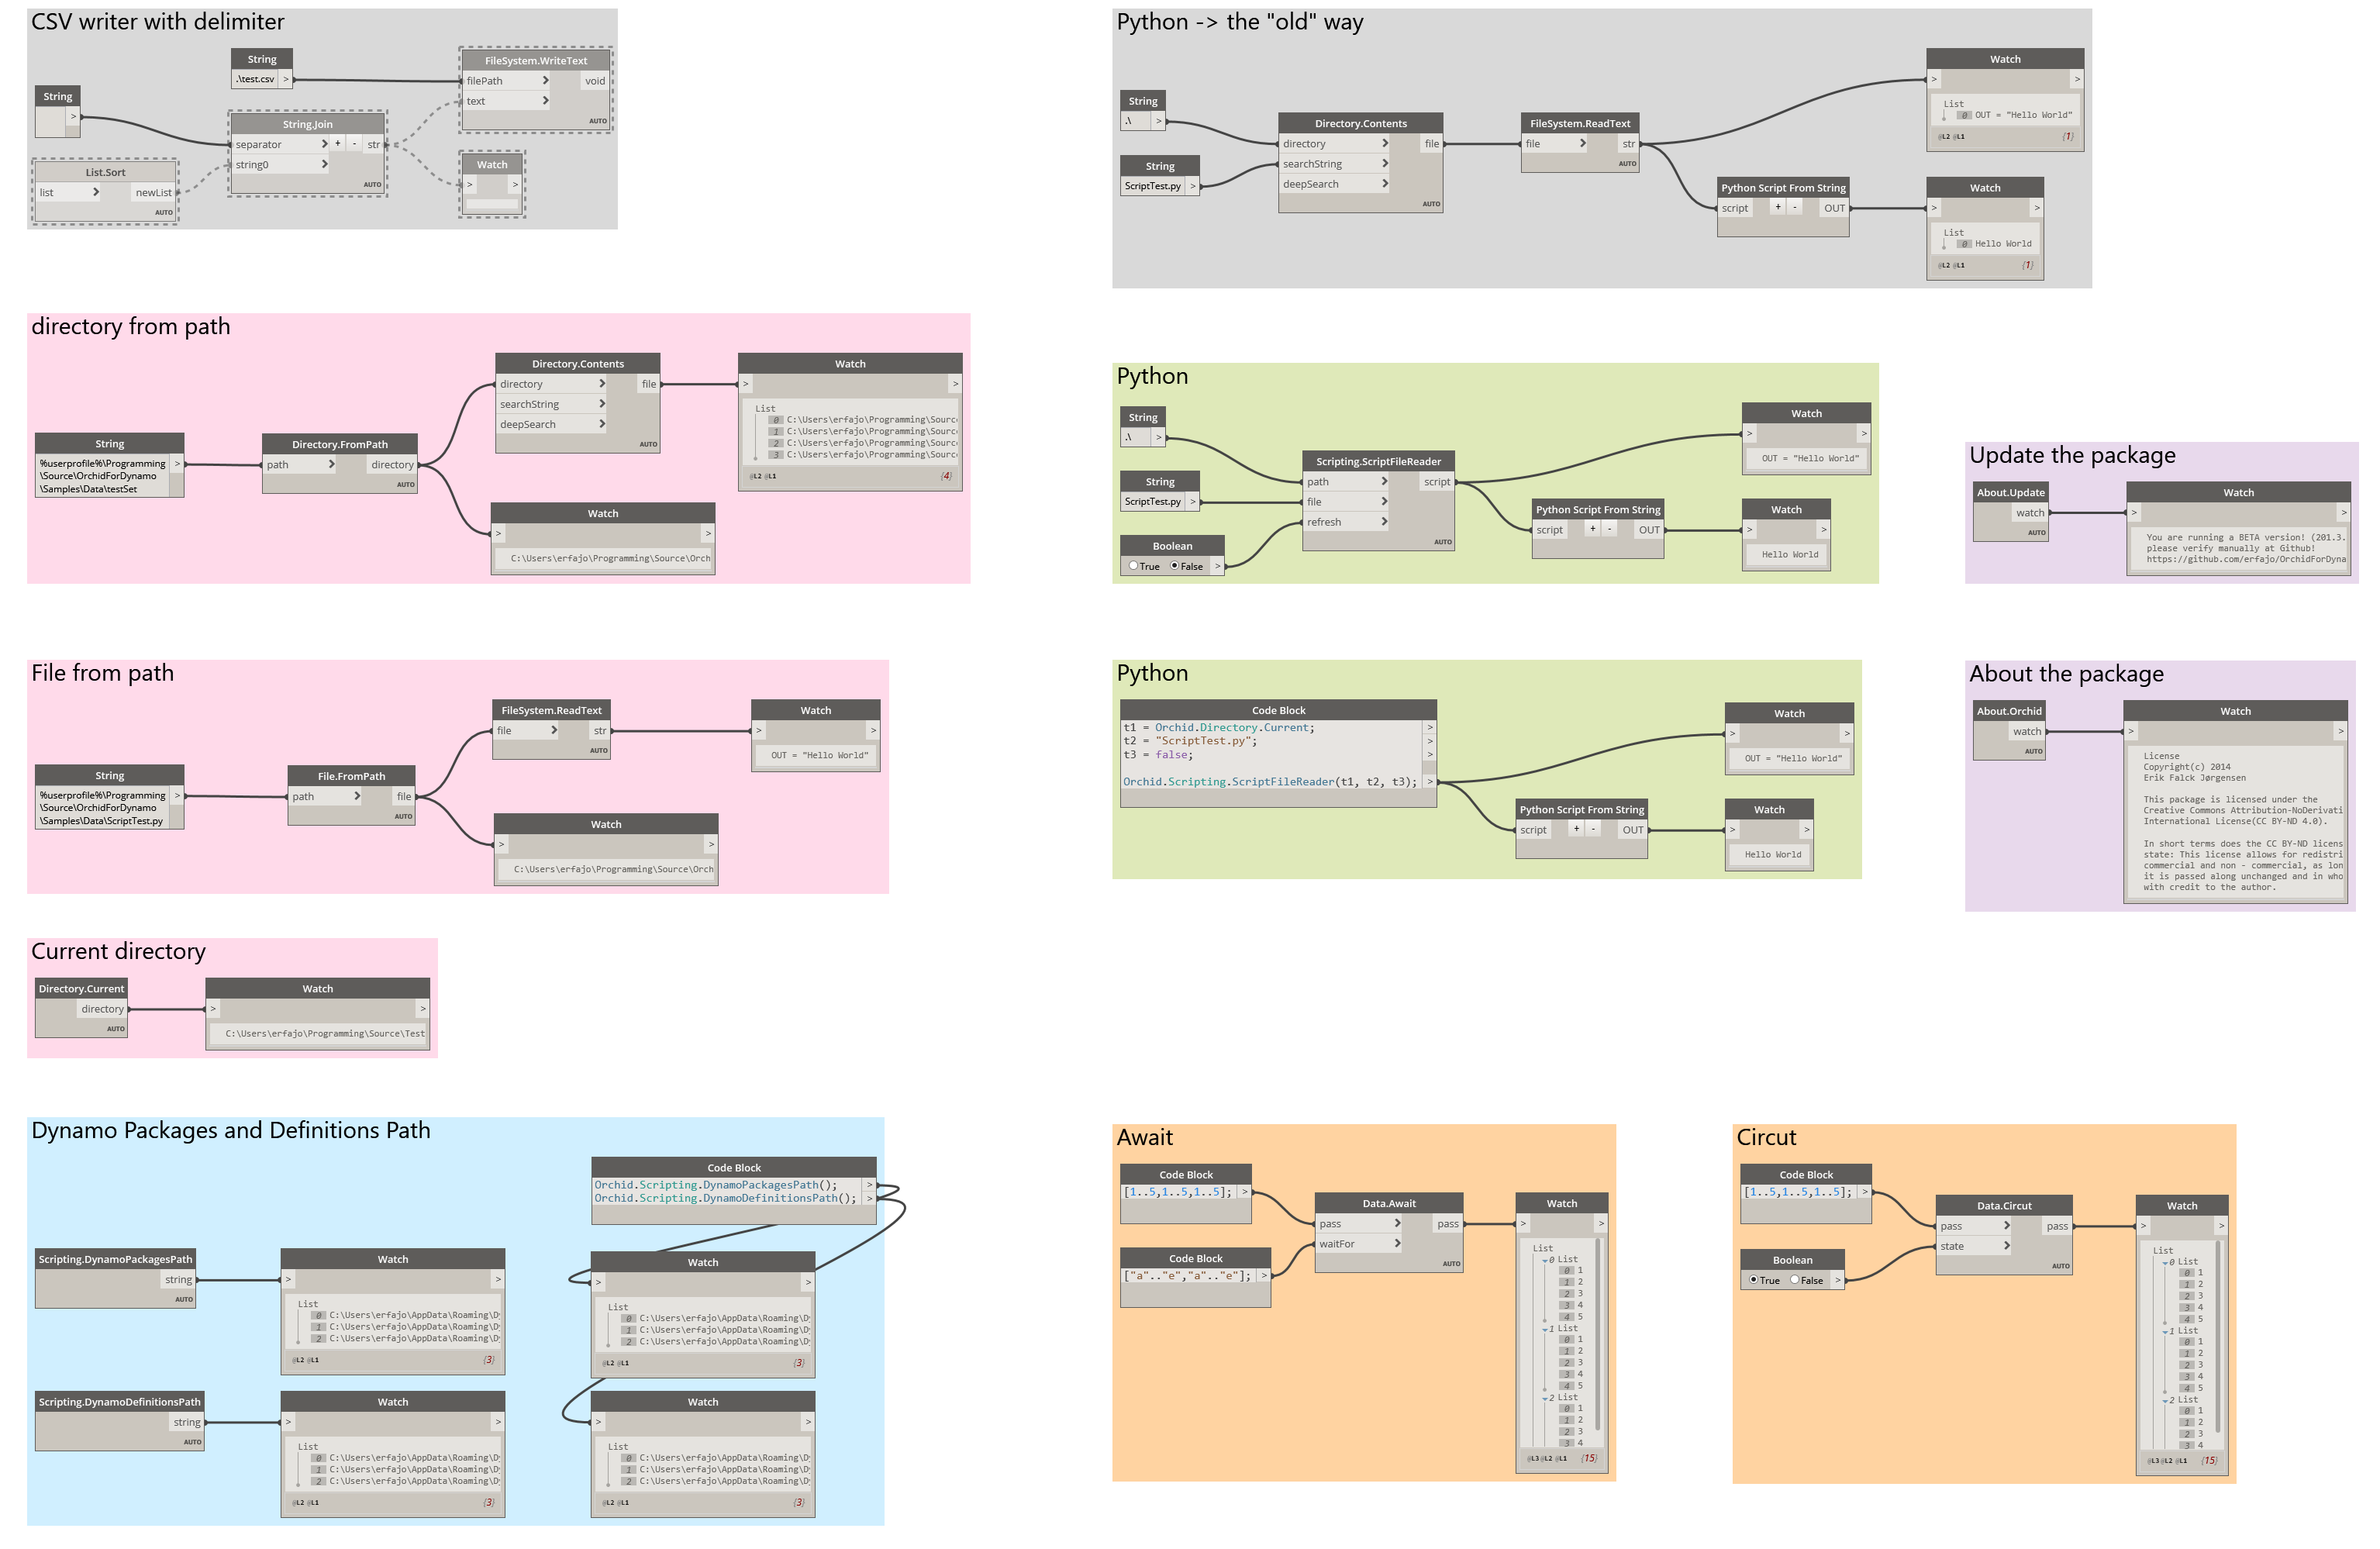 CSV writer with delimiter
String
.\test.csv >
FileSystem.WriteText
filePath void
text
AUTO
String
>
String.Join
separator + - str
string0
AUTO
List.Sort
list newList
AUTO
Watch
> >
Python -> the "old" way
String
.\ >
String
ScriptTest.py >
Directory.Contents
directory file
searchString
deepSearch
AUTO
FileSystem.ReadText
file str
AUTO
Watch
> >
List
0 OUT = "Hello World"
@L2 @L1 {1}
Python Script From String
script + - OUT
Watch
> >
List
0 Hello World
@L2 @L1 {1}
directory from path
String
%userprofile%\Programming >
\Source\OrchidForDynamo
\Samples\Data\testSet
Directory.FromPath
path directory
AUTO
Directory.Contents
directory file
searchString
deepSearch
AUTO
Watch
> >
List
0 C:\Users\erfajo\Programming\Sourc
1 C:\Users\erfajo\Programming\Sourc
2 C:\Users\erfajo\Programming\Sourc
3 C:\Users\erfajo\Programming\Sourc
@L2 @L1 {4}
Watch
> >
C:\Users\erfajo\Programming\Source\Orch
Python
String
.\ >
String
ScriptTest.py >
Boolean
True False >
Scripting.ScriptFileReader
path script
file
refresh
AUTO
Watch
> >
OUT = "Hello World"
Python Script From String
script + - OUT
Watch
> >
Hello World
Update the package
About.Update
watch
AUTO
Watch
> >
You are running a BETA version! (201.3.
please verify manually at Github!
https://github.com/erfajo/OrchidForDyna
File from path
String
%userprofile%\Programming >
\Source\OrchidForDynamo
\Samples\Data\ScriptTest.py
File.FromPath
path file
AUTO
FileSystem.ReadText
file str
AUTO
Watch
> >
OUT = "Hello World"
Watch
> >
C:\Users\erfajo\Programming\Source\Orch
Python
Code Block
t1 = Orchid.Directory.Current; >
t2 = "ScriptTest.py"; >
t3 = false; >
Orchid.Scripting.ScriptFileReader(t1, t2, t3); >
Watch
> >
OUT = "Hello World"
Python Script From String
script + - OUT
Watch
> >
Hello World
About the package
About.Orchid
watch
AUTO
Watch
> >
License
Copyright(c) 2014
Erik Falck Jørgensen
This package is licensed under the
Creative Commons Attribution-NoDerivati
International License(CC BY-ND 4.0).
In short terms does the CC BY-ND licens
state: This license allows for redistri
commercial and non - commercial, as lon
it is passed along unchanged and in who
with credit to the author.
Current directory
Directory.Current
directory
AUTO
Watch
> >
C:\Users\erfajo\Programming\Source\Test
Dynamo Packages and Definitions Path
Code Block
Orchid.Scripting.DynamoPackagesPath(); >
Orchid.Scripting.DynamoDefinitionsPath(); >
Scripting.DynamoPackagesPath
string
AUTO
Watch
> >
List
0 C:\Users\erfajo\AppData\Roaming\D
1 C:\Users\erfajo\AppData\Roaming\D
2 C:\Users\erfajo\AppData\Roaming\D
@L2 @L1 {3}
Watch
> >
List
0 C:\Users\erfajo\AppData\Roaming\D
1 C:\Users\erfajo\AppData\Roaming\D
2 C:\Users\erfajo\AppData\Roaming\D
@L2 @L1 {3}
Scripting.DynamoDefinitionsPath
string
AUTO
Watch
> >
List
0 C:\Users\erfajo\AppData\Roaming\D
1 C:\Users\erfajo\AppData\Roaming\D
2 C:\Users\erfajo\AppData\Roaming\D
@L2 @L1 {3}
Watch
> >
List
0 C:\Users\erfajo\AppData\Roaming\D
1 C:\Users\erfajo\AppData\Roaming\D
2 C:\Users\erfajo\AppData\Roaming\D
@L2 @L1 {3}
Await
Code Block
[1..5,1..5,1..5]; >
Code Block
["a".."e","a".."e"]; >
Data.Await
pass pass
waitFor
AUTO
Watch
> >
List
0 List
0 1
1 2
2 3
3 4
4 5
1 List
0 1
1 2
2 3
3 4
4 5
2 List
0 1
1 2
2 3
3 4
@L3 @L2 @L1 {15}
Circut
Code Block
[1..5,1..5,1..5]; >
Boolean
True False >
Data.Circut
pass pass
state
AUTO
Watch
> >
List
0 List
0 1
1 2
2 3
3 4
4 5
1 List
0 1
1 2
2 3
3 4
4 5
2 List
0 1
1 2
2 3
3 4
@L3 @L2 @L1 {15}